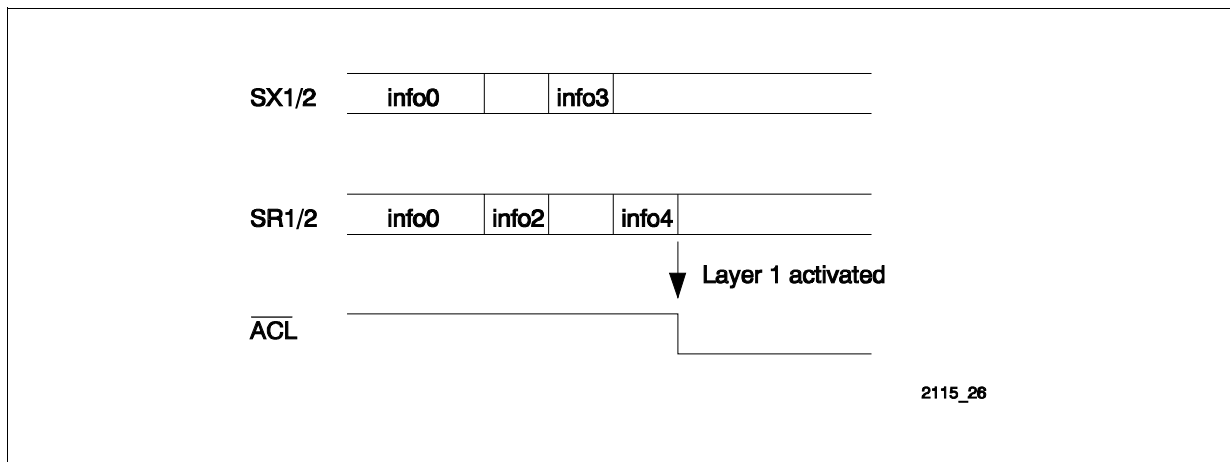 SX1/2 info0 info3
SR1/2 info0 info2 info4
Layer 1 activated
ACL
2115_26